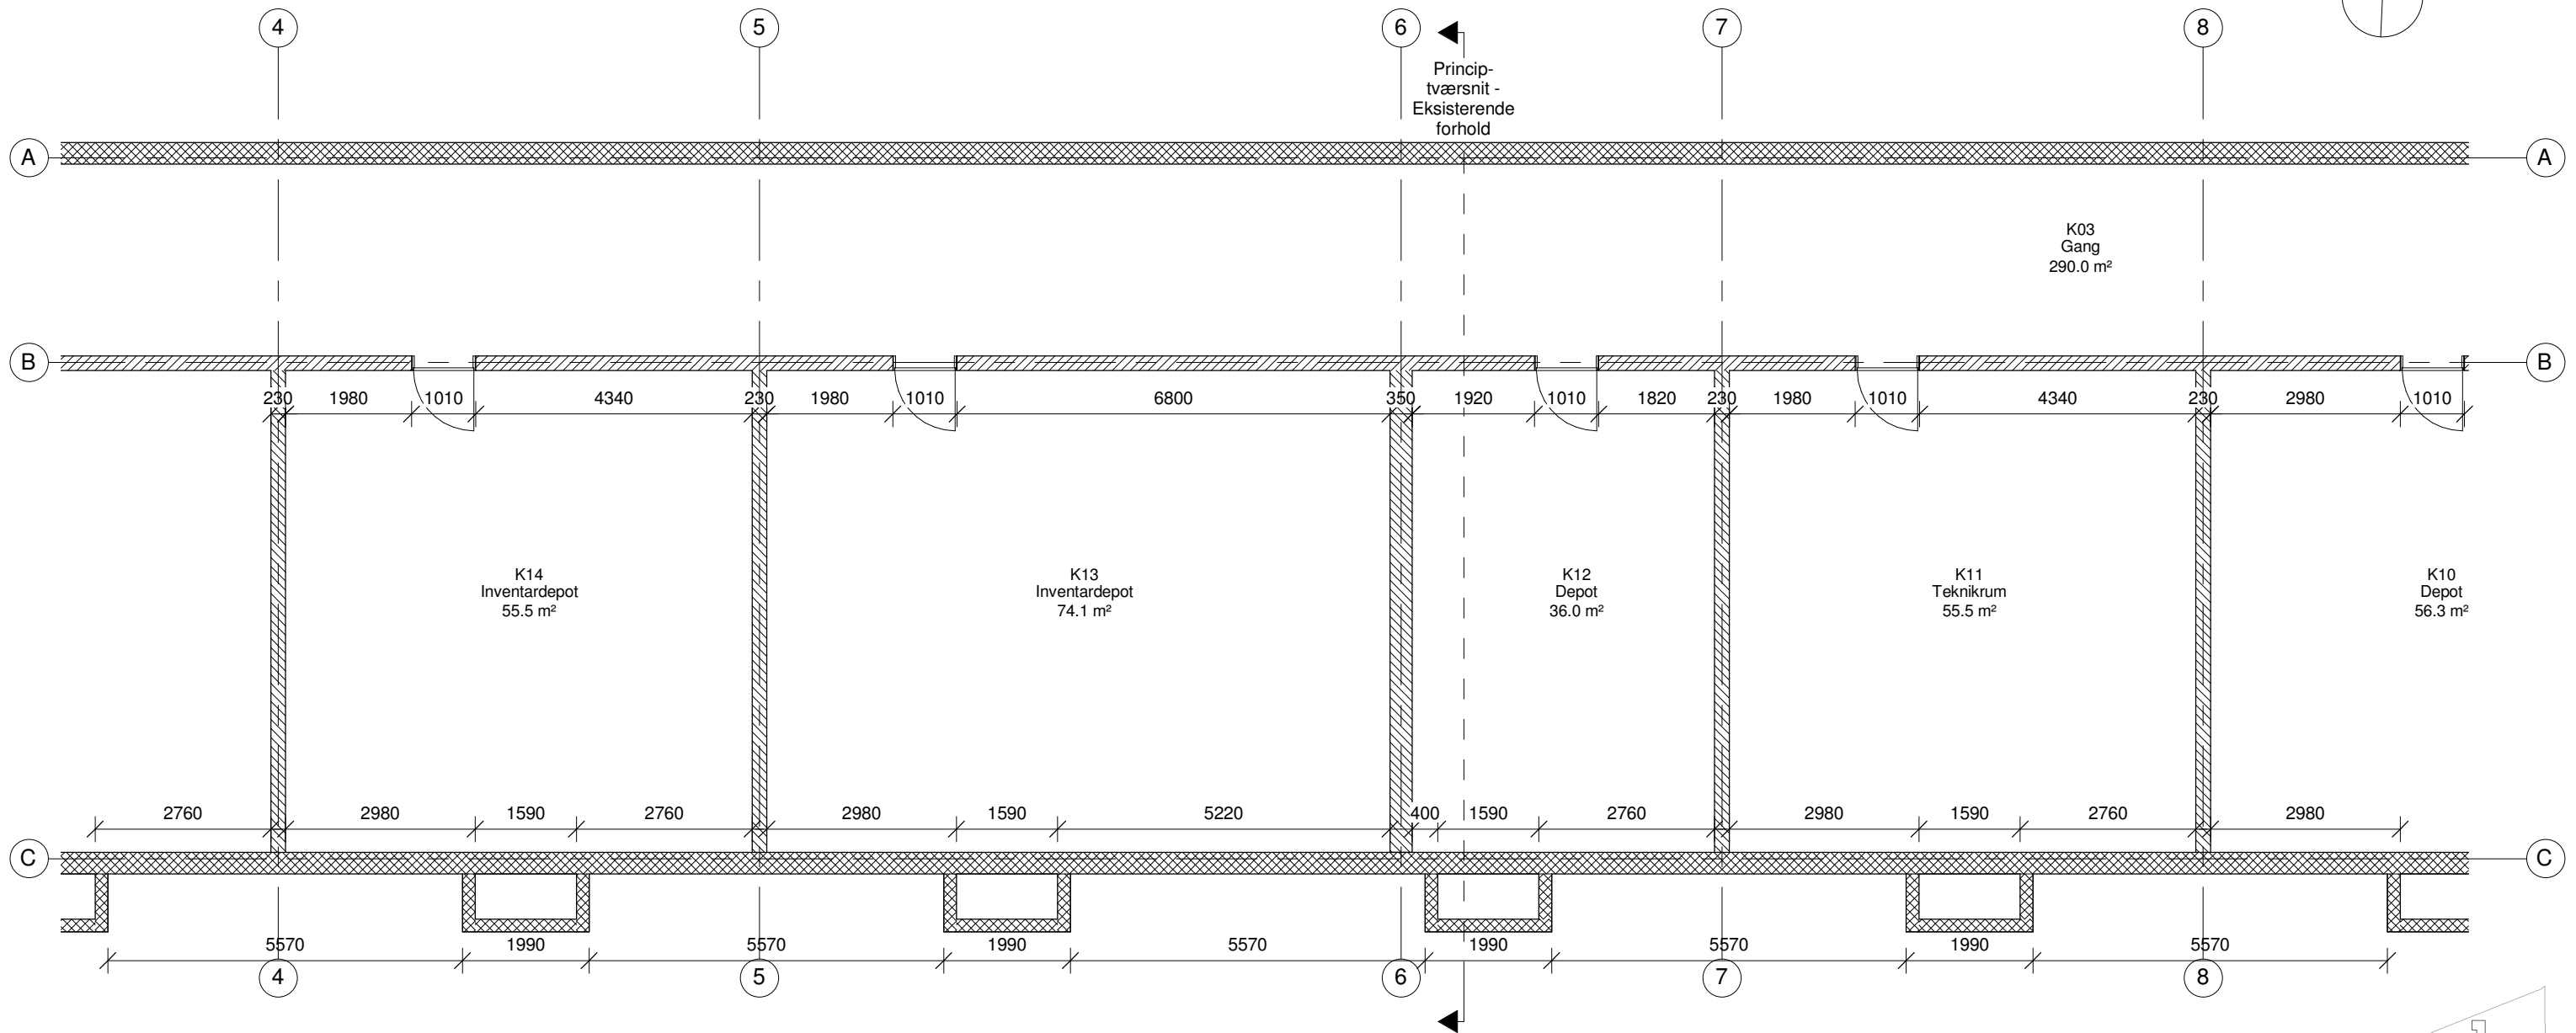 4 5 6 7 8
Princip-
tværsnit -
Eksisterende
forhold
A A
K03
Gang
290.0 m²
B B
230 1980 1010 4340 230 1980 1010 6800 350 1920 1010 1820 230 1980 1010 4340 230 2980 1010
K14
Inventardepot
55.5 m²
K13
Inventardepot
74.1 m²
K12
Depot
36.0 m²
K11
Teknikrum
55.5 m²
K10
Depot
56.3 m²
2760 2980 1590 2760 2980 1590 5220 400 1590 2760 2980 1590 2760 2980
C C
5570 1990 5570 1990 5570 1990 5570 1990 5570
4 5 6 7 8